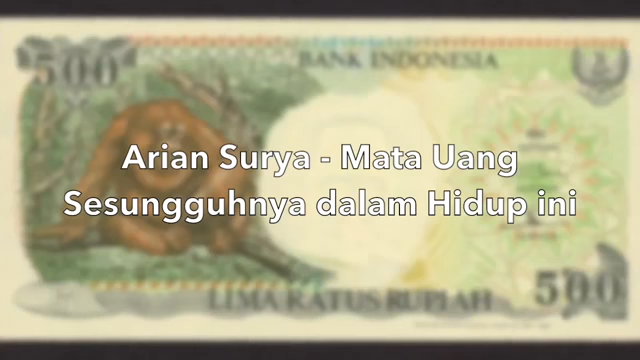 500
BANK INDONESIA
Arian Surya - Mata Uang
Sesungguhnya dalam Hidup ini
500
LIMA RATUS RUPIAH